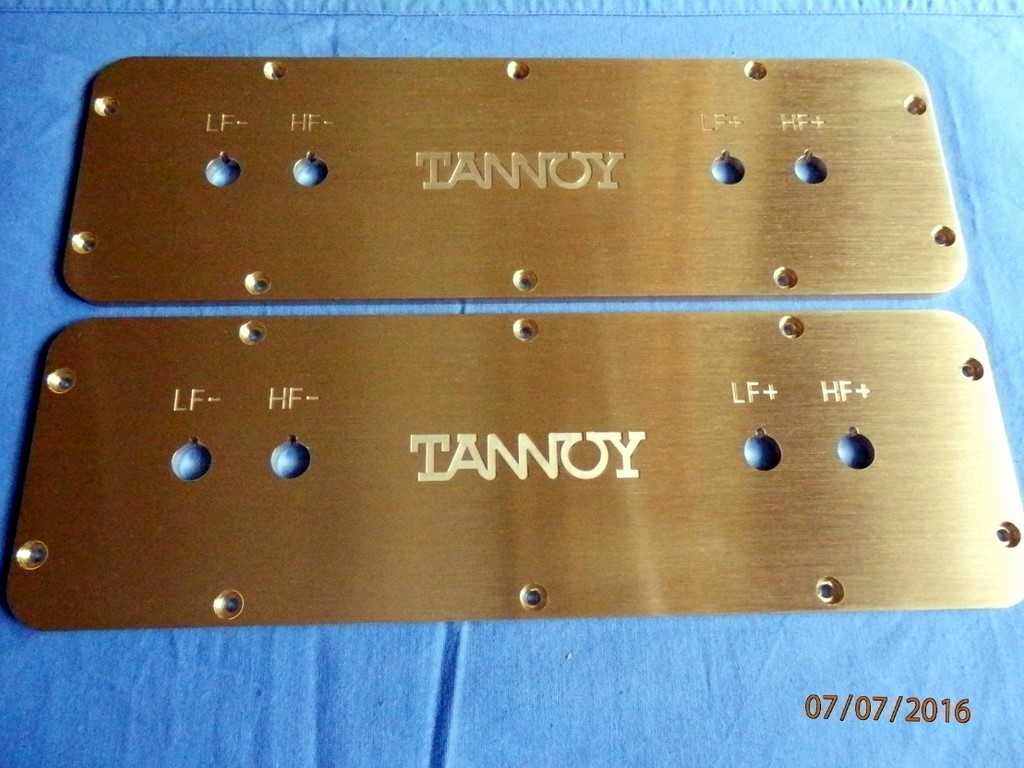 LF- HF- LF+ HF+
TANNOY
LF- HF- LF+ HF+
TANNOY
07/07/2016